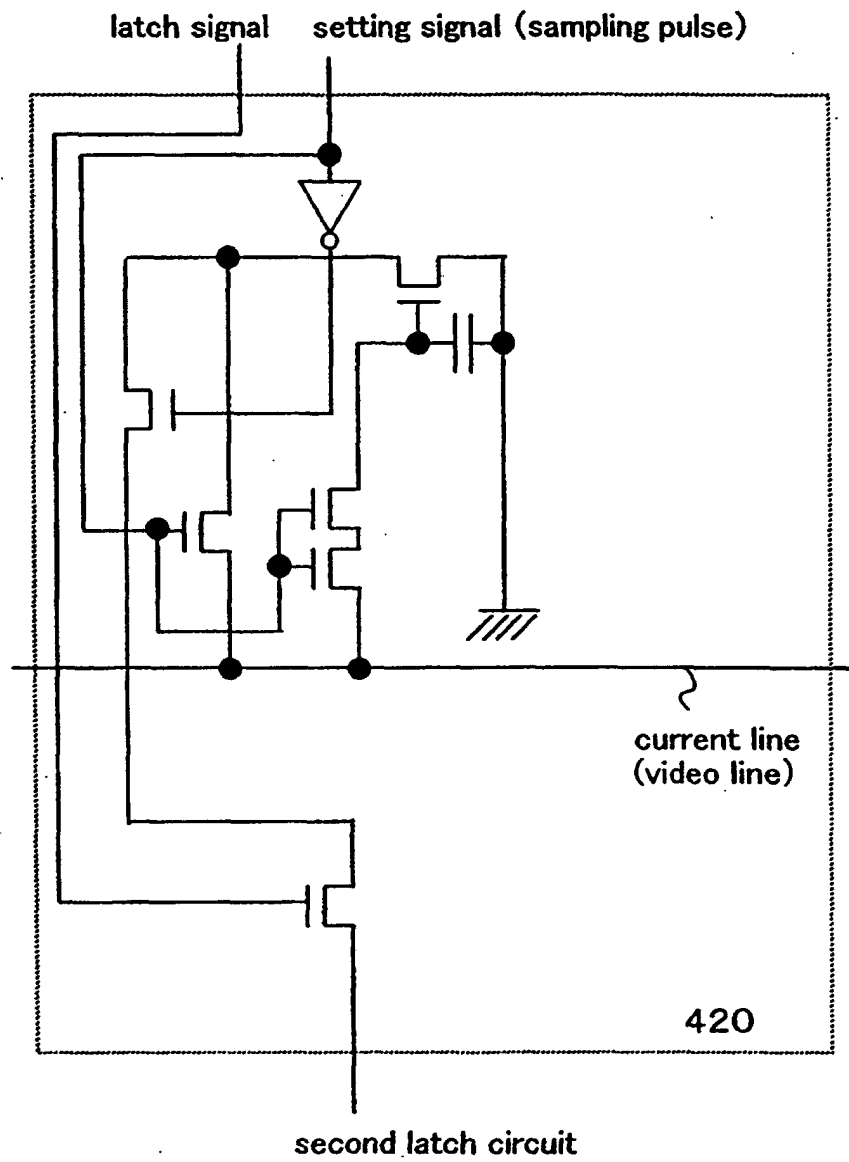 latch signal
setting signal (sampling pulse)
current line
(video line)
420
second latch circuit